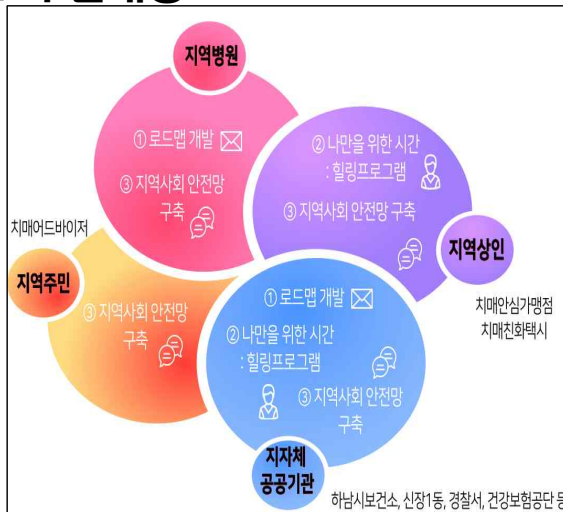 지역병원
① 로드맵 개발
③ 지역사회 안전망
구축
② 나만을 위한 시간
: 힐링프로그램
③ 지역사회 안전망 구축
지역상인
치매안심가맹점
치매친화택시
치매어드바이저
지역주민
③ 지역사회 안전망
구축
① 로드맵 개발
② 나만을 위한 시간
: 힐링프로그램
③ 지역사회 안전망
구축
지자체
공공기관
하남시보건소, 신장1동, 경찰서, 건강보험공단 등